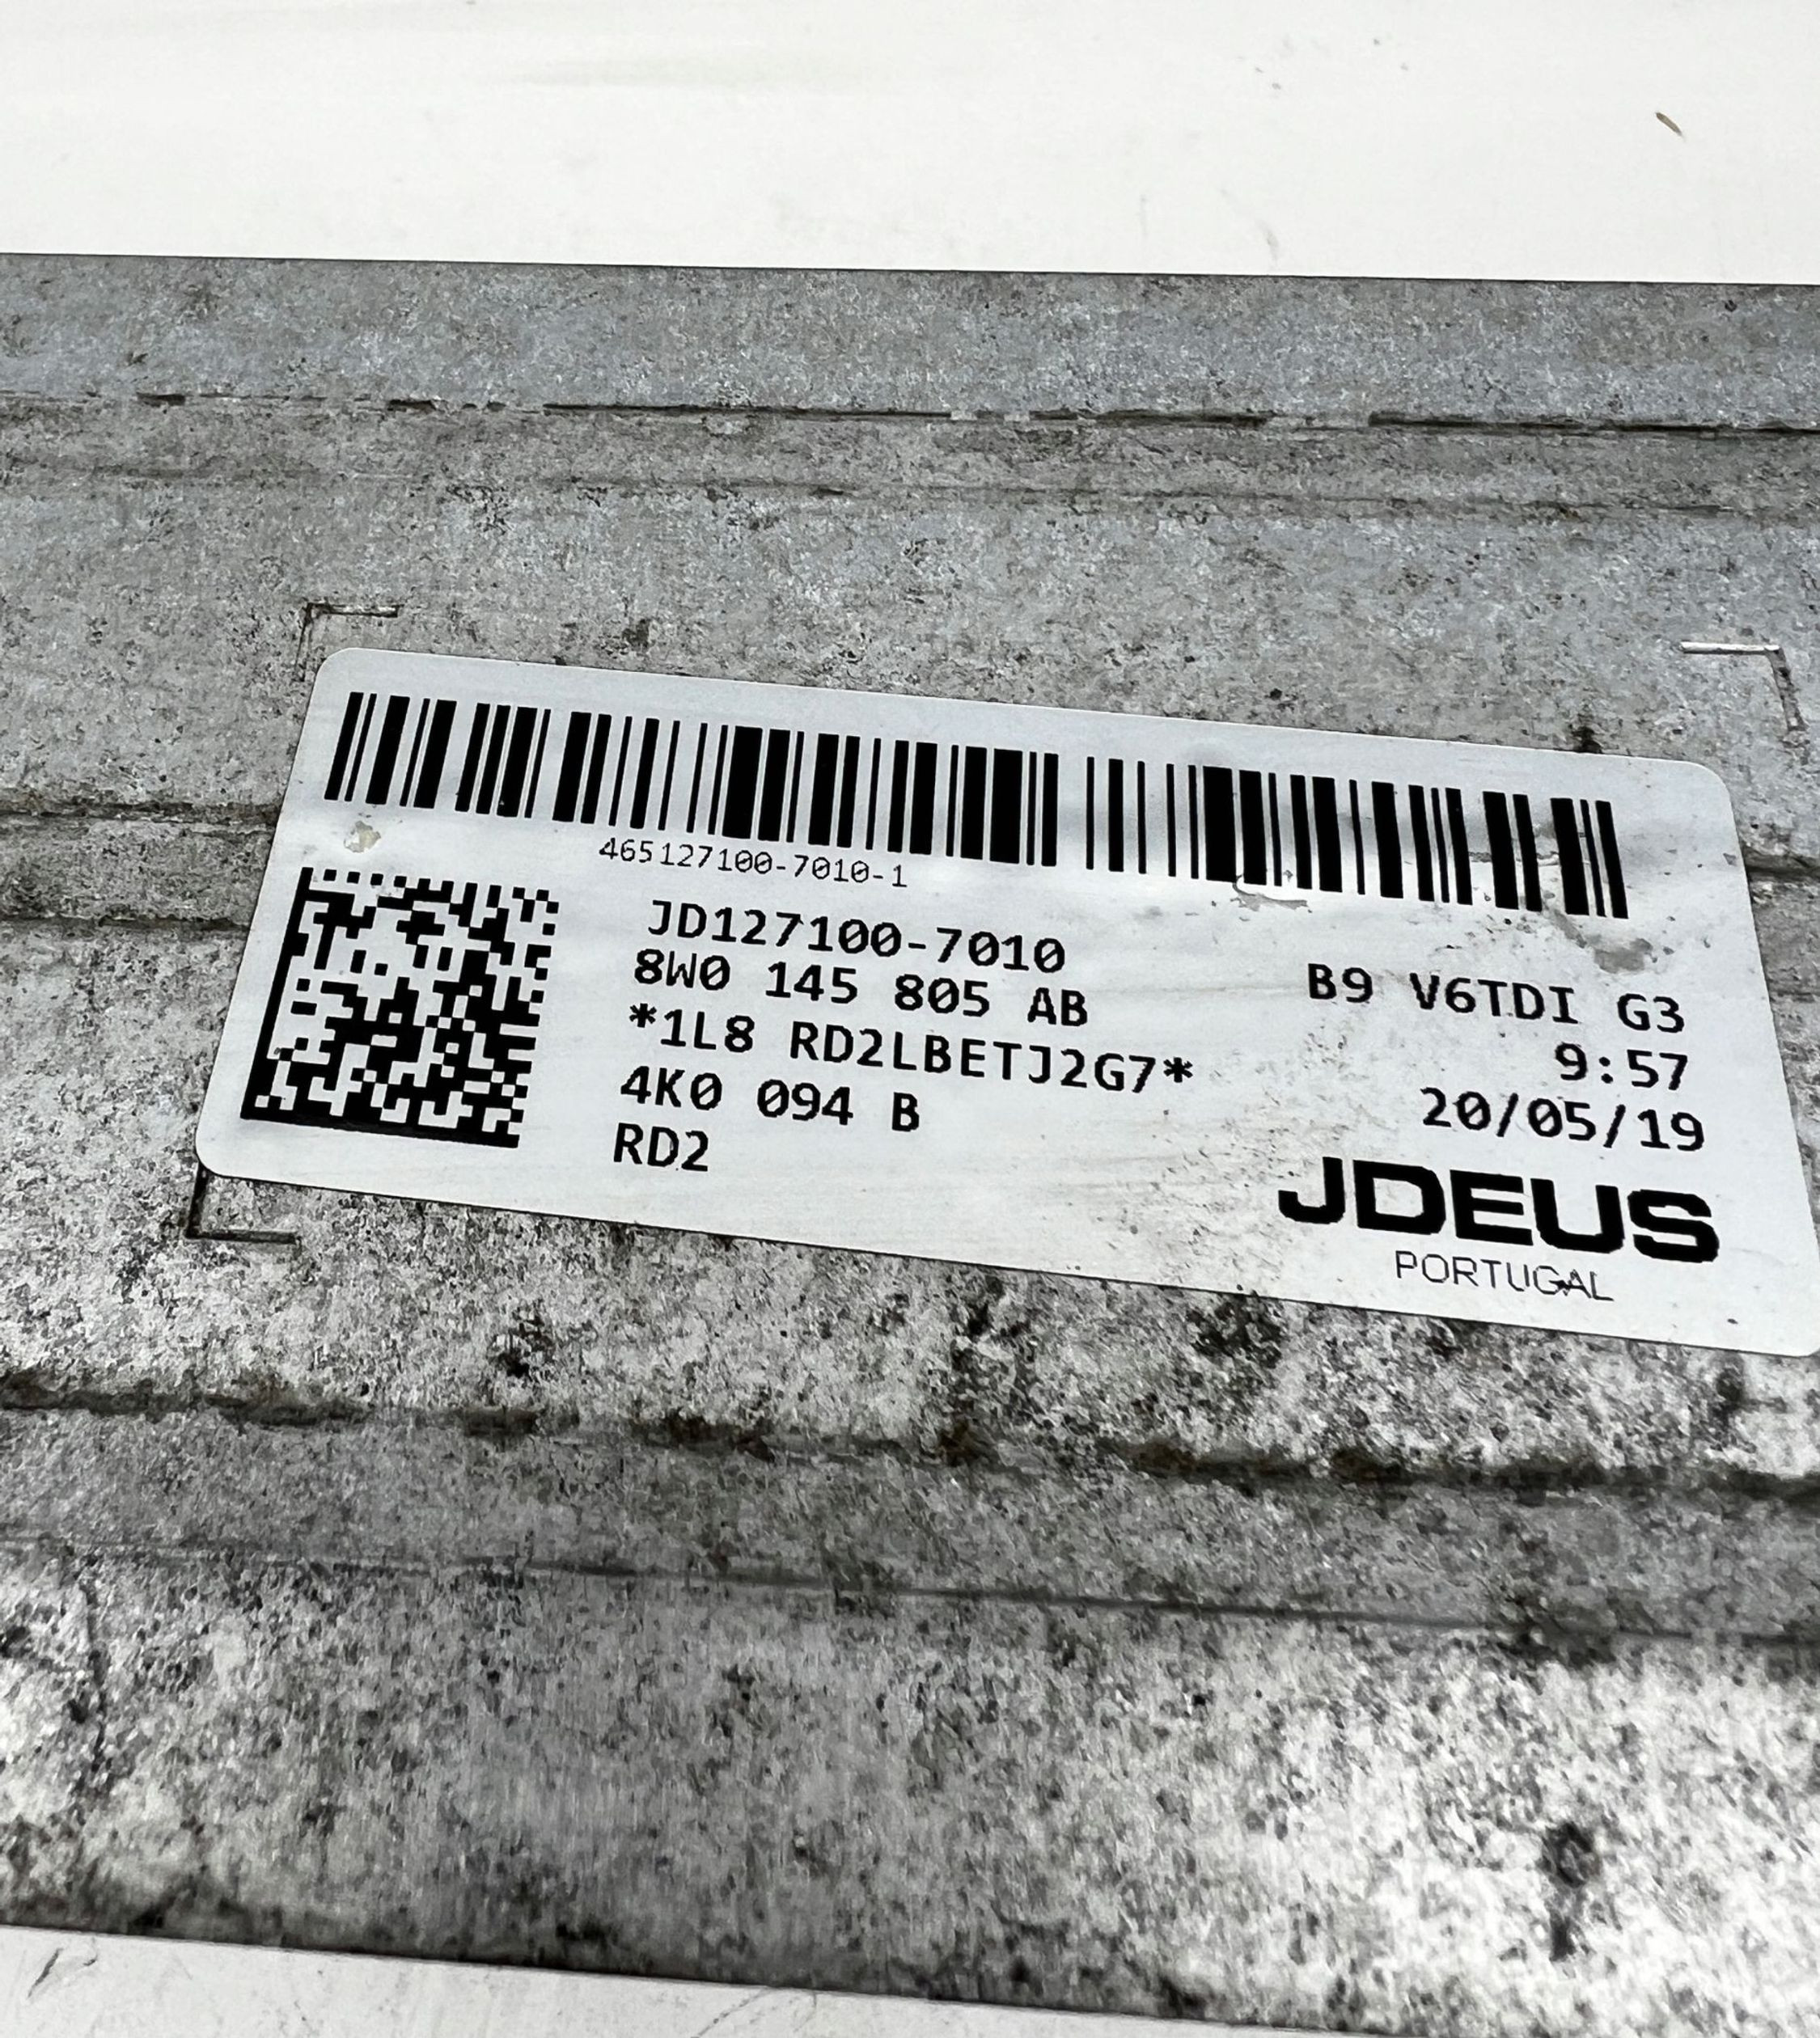 465127100-7010-1
JD127100-7010
8W0 145 805 AB
*1L8 RD2LBETJ2G7*
4K0 094 B
RD2
B9 V6TDI G3
9:57
20/05/19
JDEUS
PORTUGAL